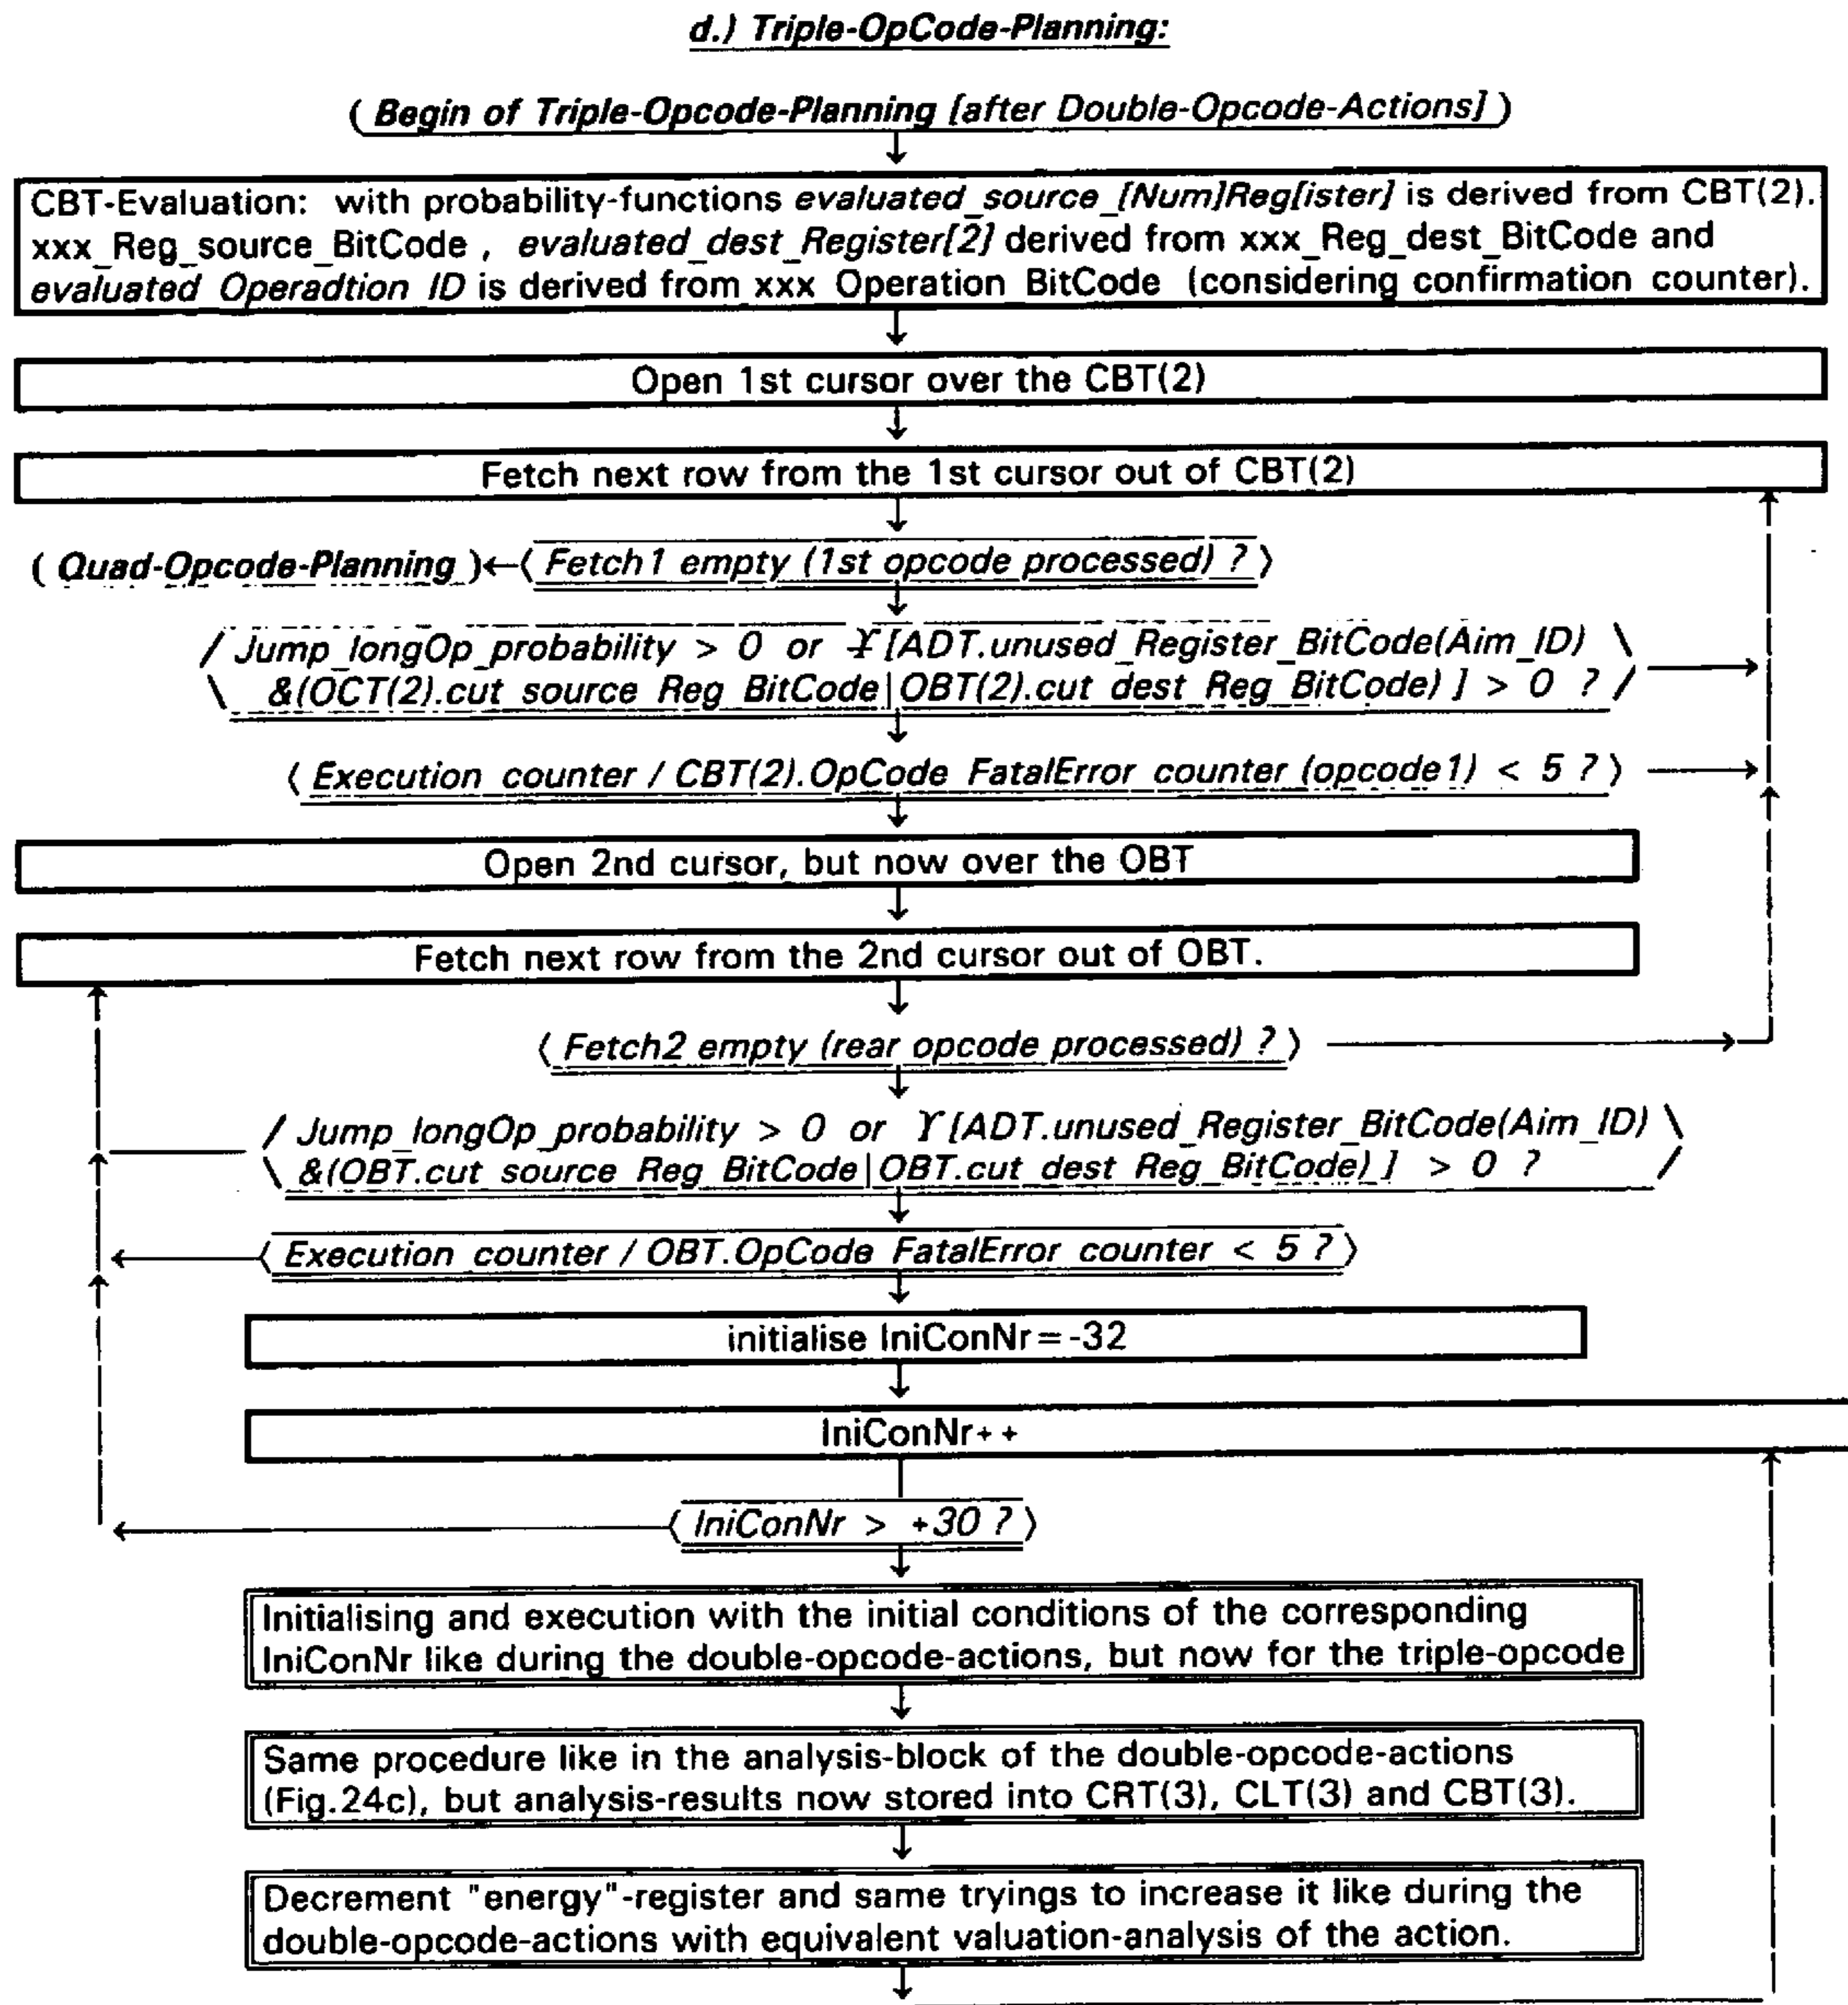 d.) Triple-OpCode-Planning:
( Begin of Triple-Opcode-Planning [after Double-Opcode-Actions] )
CBT-Evaluation: with probability-functions evaluated_source_[Num]Reg[ister] is derived from CBT(2).
xxx_Reg_source_BitCode , evaluated_dest_Register[2] derived from xxx_Reg_dest_BitCode and
evaluated_Operadtion_ID is derived from xxx_Operation_BitCode (considering confirmation counter).
Open 1st cursor over the CBT(2)
Fetch next row from the 1st cursor out of CBT(2)
( Quad-Opcode-Planning )←⟨ Fetch1 empty (1st opcode processed) ? ⟩
/ Jump_longOp_probability > 0 or ϒ[ADT.unused_Register_BitCode(Aim_ID) \
\ &(OCT(2).cut_source_Reg_BitCode|OBT(2).cut_dest_Reg_BitCode) ] > 0 ? /
⟨ Execution_counter / CBT(2).OpCode_FatalError_counter (opcode1) < 5 ? ⟩
Open 2nd cursor, but now over the OBT
Fetch next row from the 2nd cursor out of OBT.
⟨ Fetch2 empty (rear opcode processed) ? ⟩
/ Jump_longOp_probability > 0 or ϒ[ADT.unused_Register_BitCode(Aim_ID) \
\ &(OBT.cut_source_Reg_BitCode|OBT.cut_dest_Reg_BitCode) ] > 0 ? /
⟨ Execution_counter / OBT.OpCode_FatalError_counter < 5 ? ⟩
initialise IniConNr=-32
IniConNr++
⟨ IniConNr > +30 ? ⟩
Initialising and execution with the initial conditions of the corresponding
IniConNr like during the double-opcode-actions, but now for the triple-opcode
Same procedure like in the analysis-block of the double-opcode-actions
(Fig.24c), but analysis-results now stored into CRT(3), CLT(3) and CBT(3).
Decrement "energy"-register and same tryings to increase it like during the
double-opcode-actions with equivalent valuation-analysis of the action.